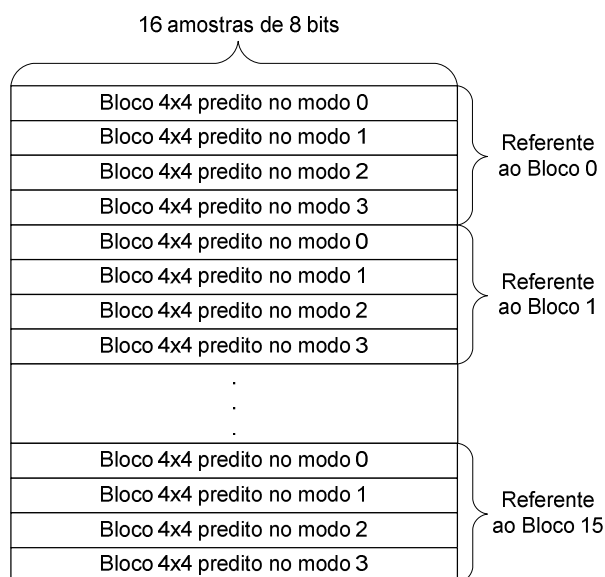 16 amostras de 8 bits
Bloco 4x4 predito no modo 0
Bloco 4x4 predito no modo 1
Bloco 4x4 predito no modo 2
Bloco 4x4 predito no modo 3
Referente
ao Bloco 0
Bloco 4x4 predito no modo 0
Bloco 4x4 predito no modo 1
Bloco 4x4 predito no modo 2
Bloco 4x4 predito no modo 3
Referente
ao Bloco 1
.
.
.
Bloco 4x4 predito no modo 0
Bloco 4x4 predito no modo 1
Bloco 4x4 predito no modo 2
Bloco 4x4 predito no modo 3
Referente
ao Bloco 15